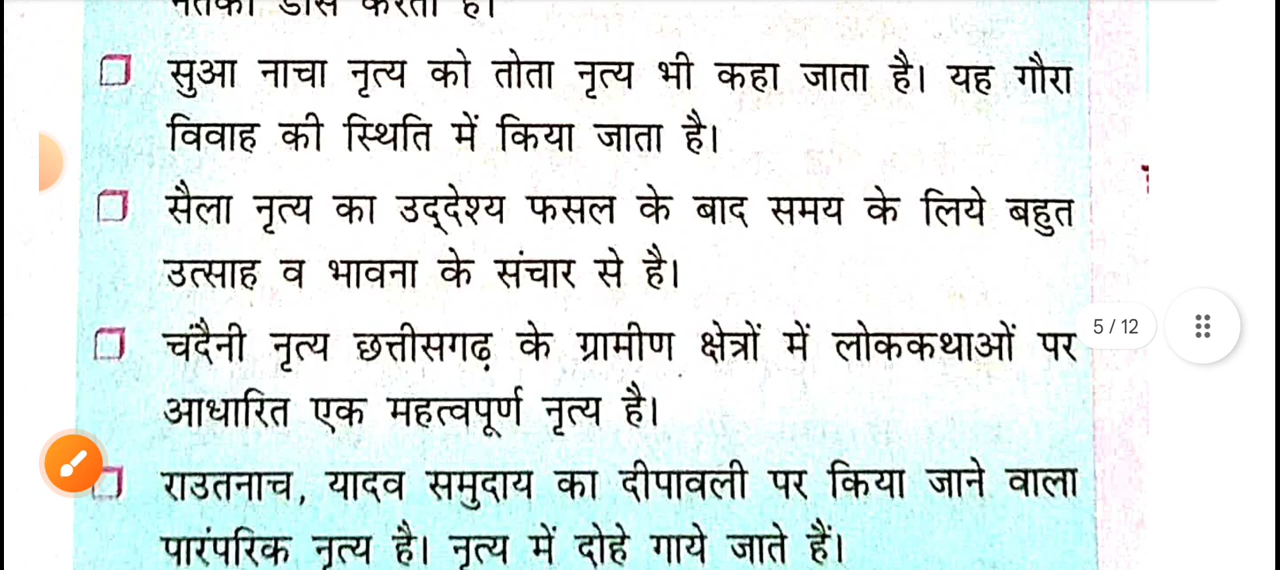 सुआ नाचा नृत्य को तोता नृत्य भी कहा जाता है। यह गौरा
विवाह की स्थिति में किया जाता है।
सैला नृत्य का उद्देश्य फसल के बाद समय के लिये बहुत
उत्साह व भावना के संचार से है।
चंदैनी नृत्य छत्तीसगढ़ के ग्रामीण क्षेत्रों में लोककथाओं पर
5 / 12
आधारित एक महत्वपूर्ण नृत्य है।
राउतनाच, यादव समुदाय का दीपावली पर किया जाने वाला
पारंपरिक नृत्य है। नृत्य में दोहे गाये जाते हैं।